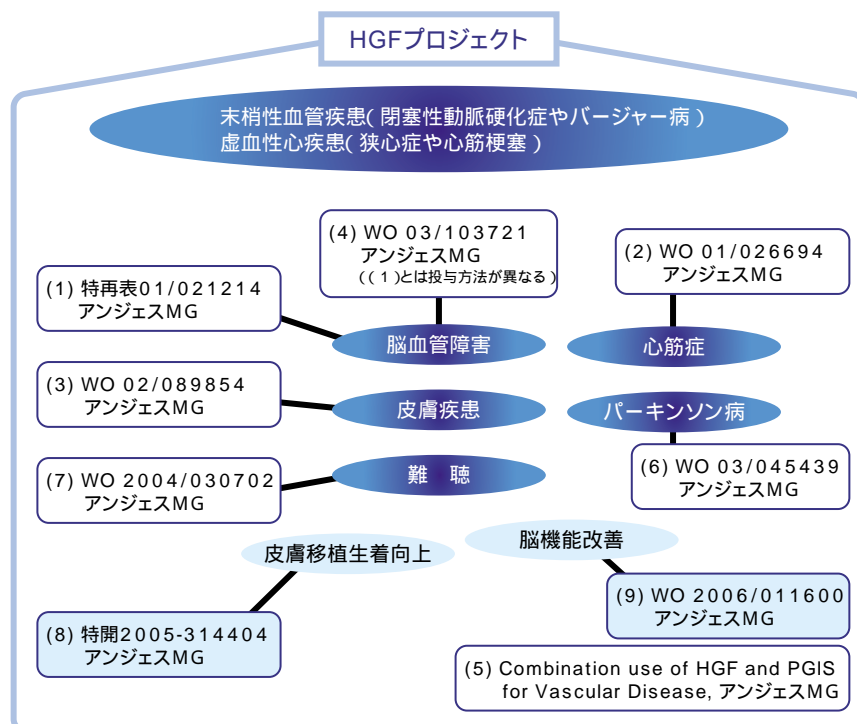 HGFプロジェクト
末梢性血管疾患(閉塞性動脈硬化症やバージャー病)
虚血性心疾患(狭心症や心筋梗塞)
(4) WO 03/103721
アンジェスMG
((1)とは投与方法が異なる)
(2) WO 01/026694
アンジェスMG
(1) 特再表01/021214
アンジェスMG
脳血管障害
心筋症
(3) WO 02/089854
アンジェスMG
皮膚疾患
パーキンソン病
(7) WO 2004/030702
アンジェスMG
難 聴
(6) WO 03/045439
アンジェスMG
皮膚移植生着向上
脳機能改善
(8) 特開2005-314404
アンジェスMG
(9) WO 2006/011600
アンジェスMG
(5) Combination use of HGF and PGIS
for Vascular Disease, アンジェスMG